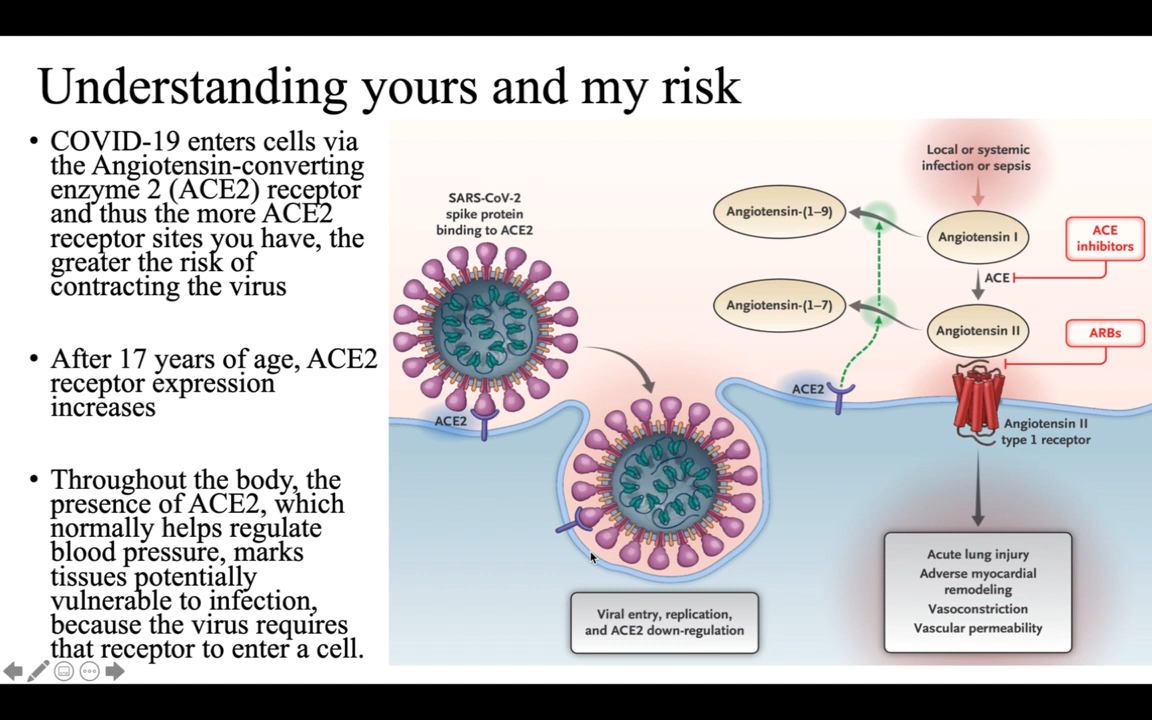 Understanding yours and my risk
• COVID-19 enters cells via
the Angiotensin-converting
enzyme 2 (ACE2) receptor
and thus the more ACE2
receptor sites you have, the
greater the risk of
contracting the virus
• After 17 years of age, ACE2
receptor expression
increases
• Throughout the body, the
presence of ACE2, which
normally helps regulate
blood pressure, marks
tissues potentially
vulnerable to infection,
because the virus requires
that receptor to enter a cell.
SARS-CoV-2
spike protein
binding to ACE2
ACE2
Viral entry, replication,
and ACE2 down-regulation
Local or systemic
infection or sepsis
Angiotensin-(1–9)
Angiotensin I
ACE
inhibitors
ACE
Angiotensin-(1–7)
Angiotensin II
ARBs
ACE2
Angiotensin II
type 1 receptor
Acute lung injury
Adverse myocardial
remodeling
Vasoconstriction
Vascular permeability